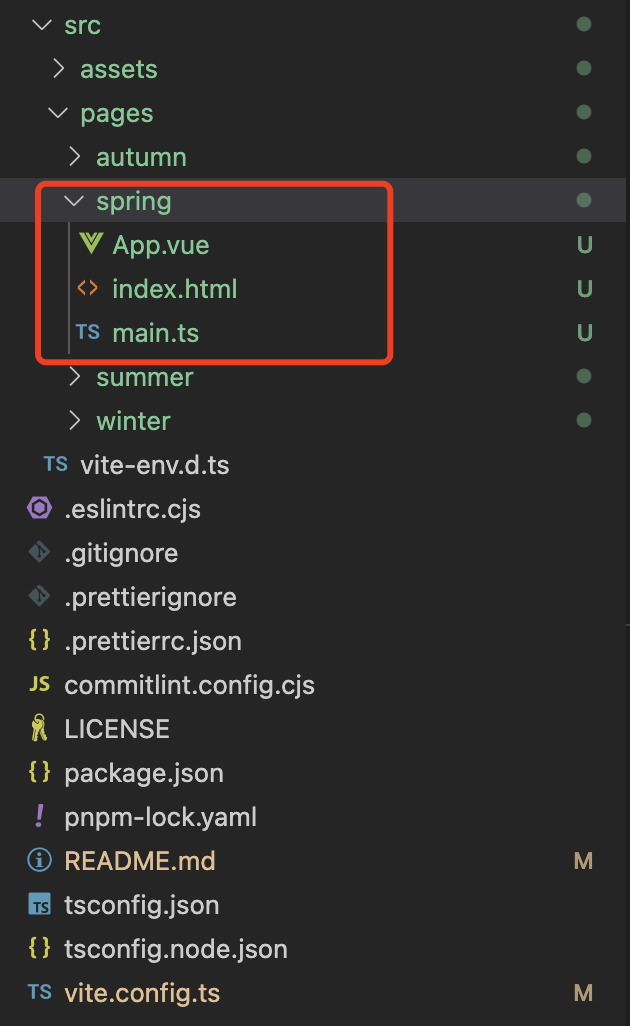 src
assets
pages
autumn
spring
App.vue U
index.html U
TS main.ts U
summer
winter
TS vite-env.d.ts
.eslintrc.cjs
.gitignore
.prettierignore
{} .prettierrc.json
JS commitlint.config.cjs
LICENSE
{} package.json
! pnpm-lock.yaml
README.md M
TS tsconfig.json
{} tsconfig.node.json
TS vite.config.ts M